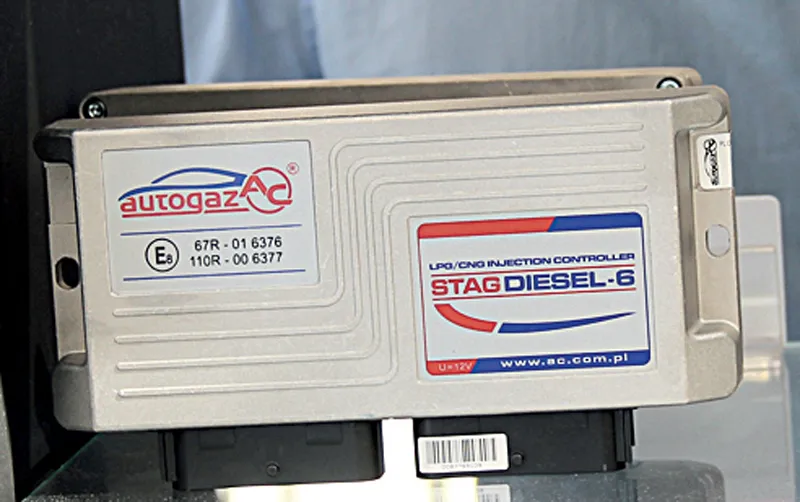 autogaz AC ®
E8
67R - 01 6376
110R - 00 6377
LPG/CNG INJECTION CONTROLLER
STAG DIESEL-6
U=12V
www.ac.com.pl